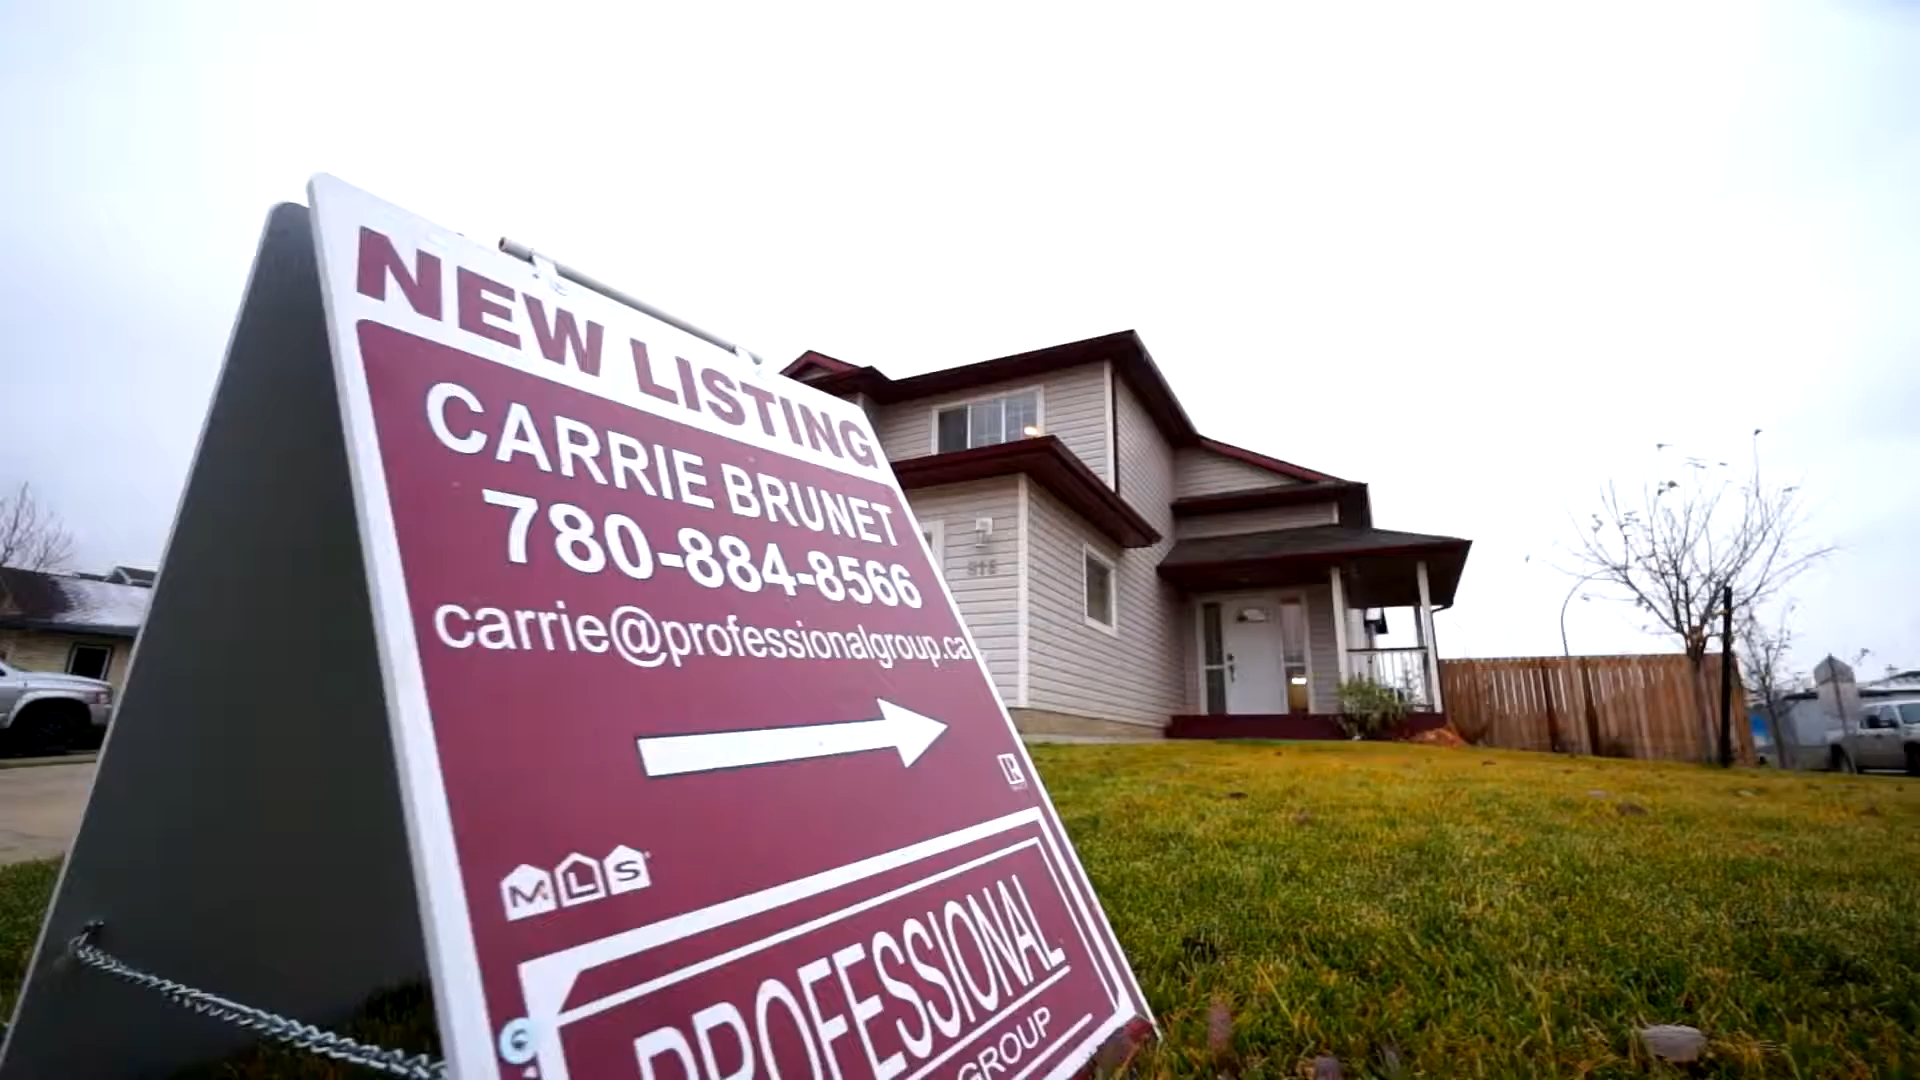 NEW LISTING
CARRIE BRUNET
780-884-8566
carrie@professionalgroup.ca
R
MLS
PROFESSIONAL
GROUP